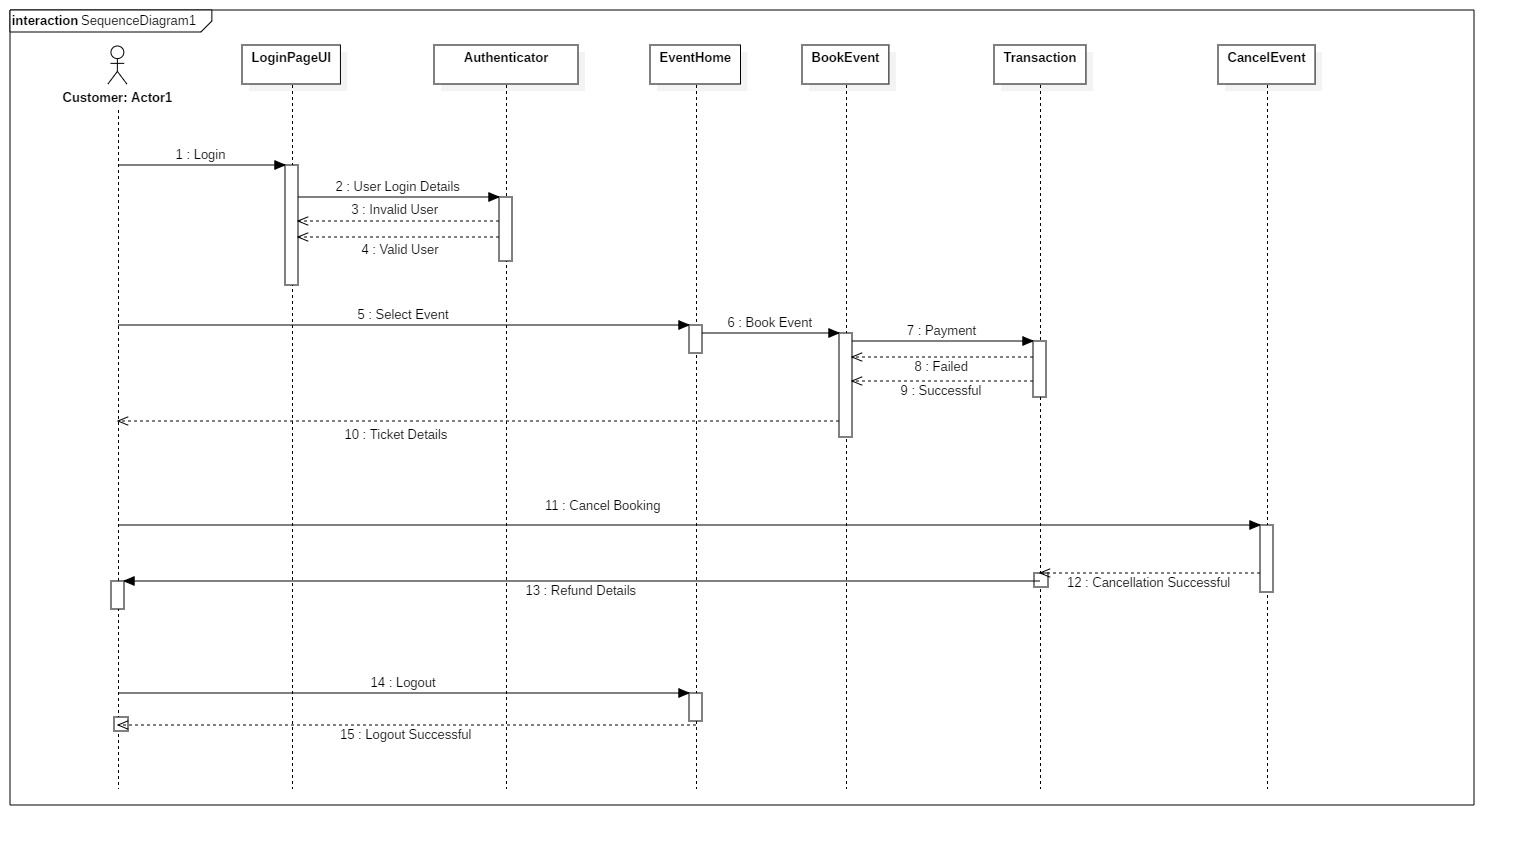 interaction SequenceDiagram1
LoginPageUI
Authenticator
EventHome
BookEvent
Transaction
CancelEvent
Customer: Actor1
1 : Login
2 : User Login Details
3 : Invalid User
4 : Valid User
5 : Select Event
6 : Book Event
7 : Payment
8 : Failed
9 : Successful
10 : Ticket Details
11 : Cancel Booking
12 : Cancellation Successful
13 : Refund Details
14 : Logout
15 : Logout Successful